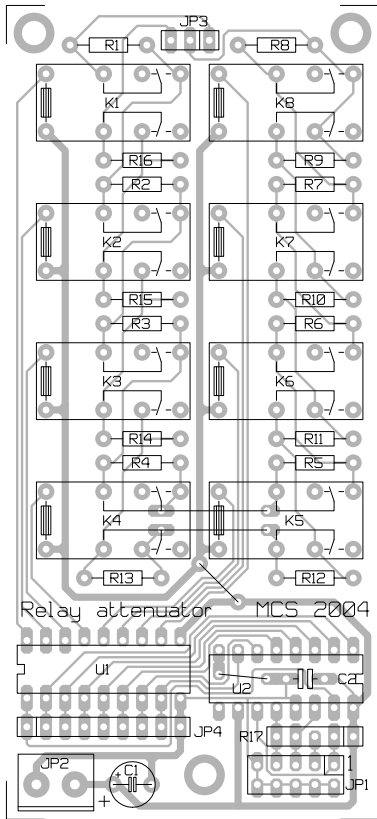 JP3
R1 R8
K1 K8
R16 R9
R2 R7
K2 K7
R15 R10
R3 R6
K3 K6
R14 R11
R4 R5
K4 K5
R13 R12
Relay attenuator MCS 2004
U1
C2
U2
JP4 R17
JP2 C1 1
+ JP1
+